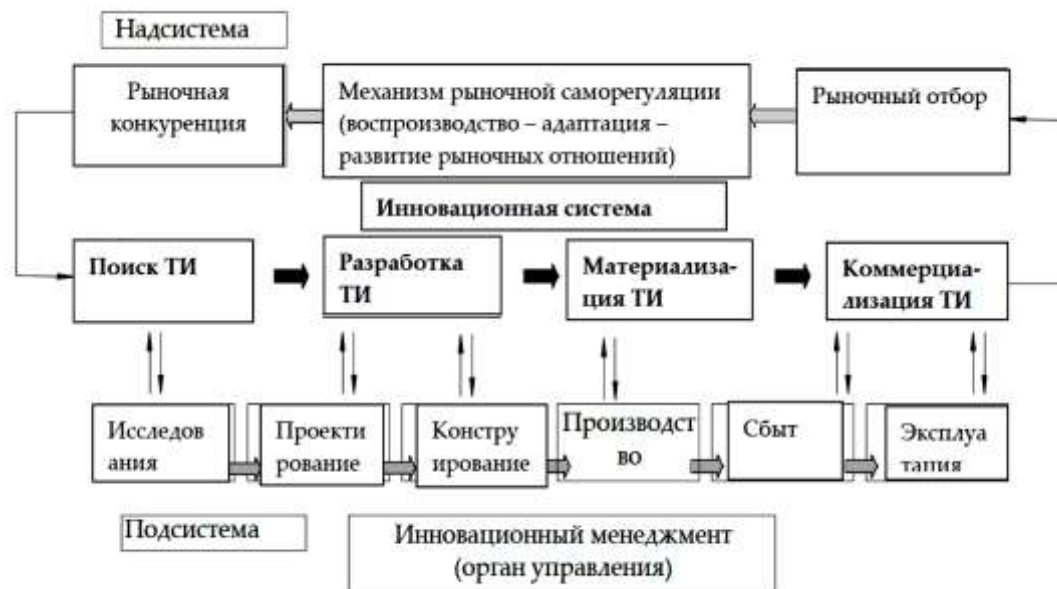 Надсистема
Рыночная
конкуренция
Механизм рыночной саморегуляции
(воспроизводство – адаптация –
развитие рыночных отношений)
Рыночный отбор
Инновационная система
Поиск ТИ
Разработка
ТИ
Материализа-
ция ТИ
Коммерциа-
лизация ТИ
Исследов
ания
Проекти
рование
Констру
ирование
Производст
во
Сбыт
Эксплуа
тация
Подсистема
Инновационный менеджмент
(орган управления)